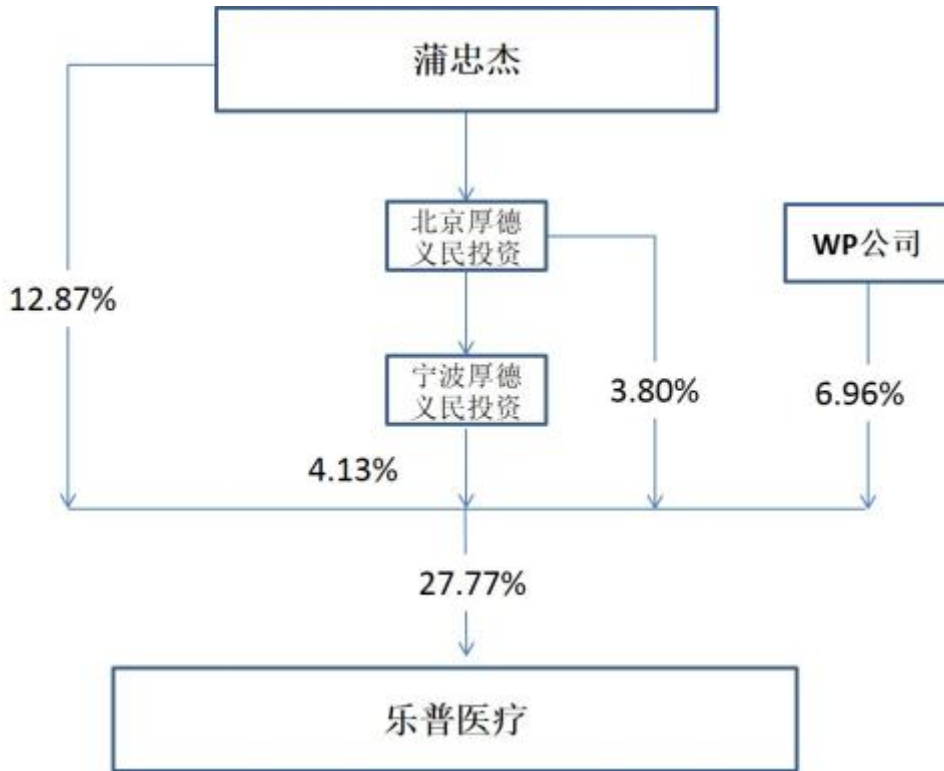 蒲忠杰
北京厚德
义民投资
WP公司
12.87%
宁波厚德
义民投资
3.80%
6.96%
4.13%
27.77%
乐普医疗